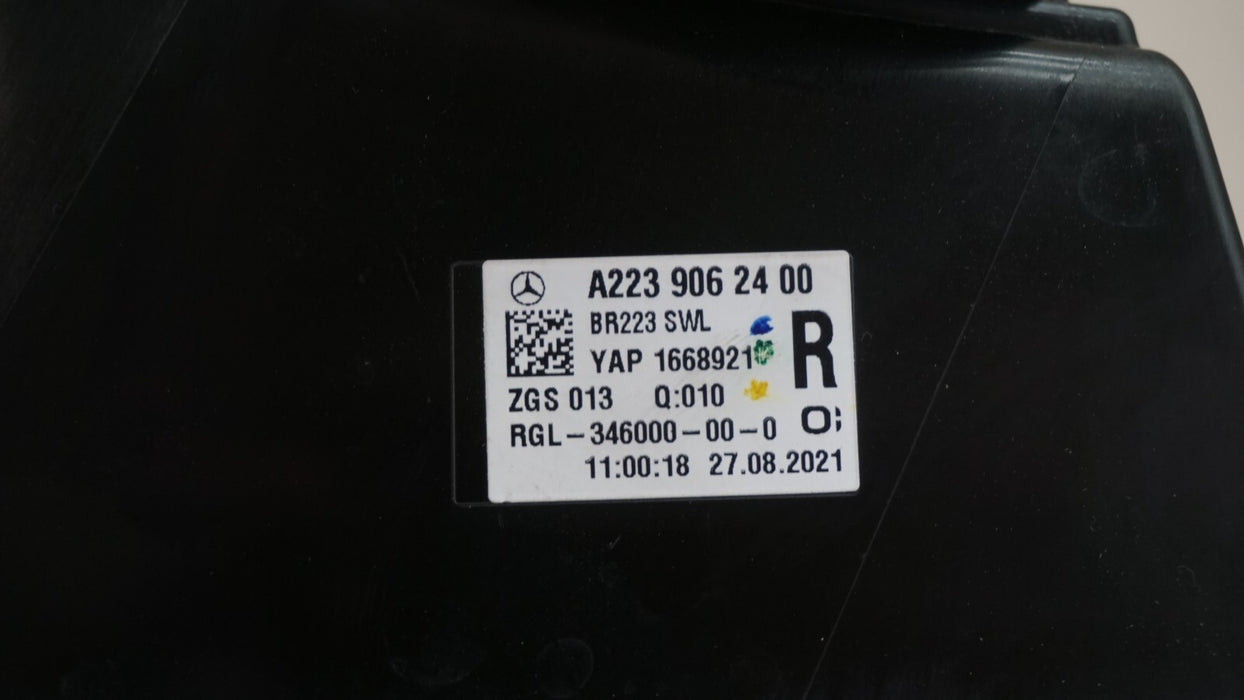 A223 906 24 00
BR223 SWL
R
YAP 1668921
ZGS 013 Q:010
RGL-346000-00-0
11:00:18 27.08.2021